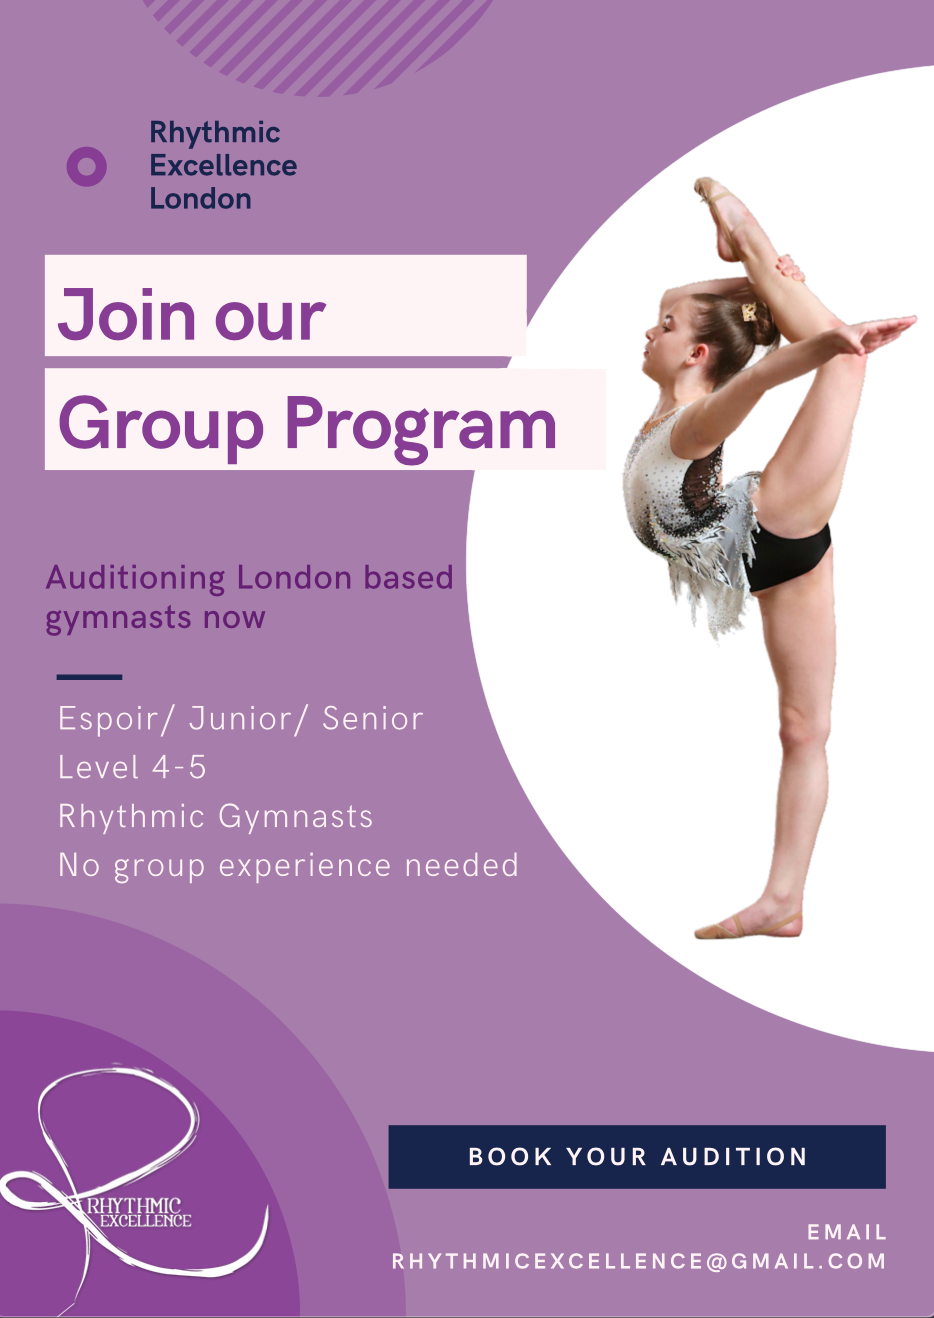 Rhythmic
Excellence
London
Join our
Group Program
Auditioning London based
gymnasts now
Espoir/ Junior/ Senior
Level 4-5
Rhythmic Gymnasts
No group experience needed
RHYTHMIC
EXCELLENCE
BOOK YOUR AUDITION
EMAIL
RHYTHMICEXCELLENCE@GMAIL.COM